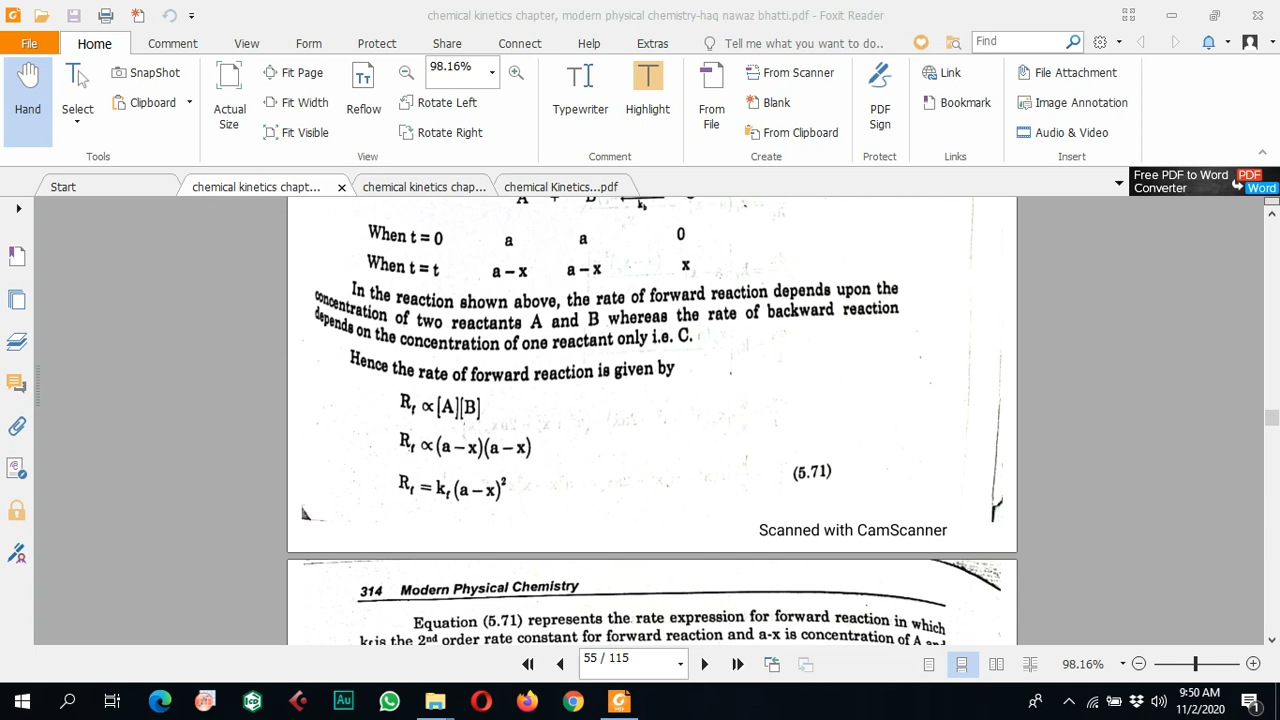 chemical kinetics chapter, modern physical chemistry-haq nawaz bhatti.pdf - Foxit Reader
File Home Comment View Form Protect Share Connect Help Extras Tell me what you want to do.. Find
Hand
Select
SnapShot
Clipboard
Tools
Actual Size
Fit Page
Fit Width
Fit Visible
Reflow
98.16%
Rotate Left
Rotate Right
View
Typewriter
Highlight
Comment
From File
From Scanner
Blank
From Clipboard
Create
PDF Sign
Protect
Link
Bookmark
Links
File Attachment
Image Annotation
Audio & Video
Insert
Start
chemical kinetics chapt...
chemical kinetics chap...
chemical Kinetics...pdf
Free PDF to Word Converter
PDF
Word
A + B
k_b
When t = 0 a a 0
When t = t a – x a – x x
In the reaction shown above, the rate of forward reaction depends upon the
concentration of two reactants A and B whereas the rate of backward reaction
depends on the concentration of one reactant only i.e. C.
Hence the rate of forward reaction is given by
R_f ∝ [A][B]
R_f ∝ (a – x)(a – x)
R_f = k_f (a – x)² (5.71)
Scanned with CamScanner
314 Modern Physical Chemistry
Equation (5.71) represents the rate expression for forward reaction in which
k_f is the 2nd order rate constant for forward reaction and a-x is concentration of A and
55 / 115
98.16%
Au
PDF
9:50 AM
11/2/2020
1